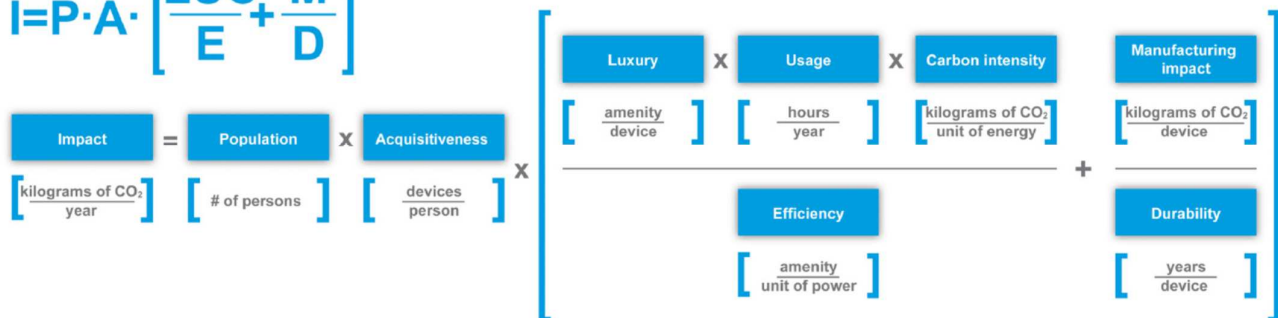 I=P·A·
E
+
D
Luxury x Usage x Carbon intensity
Manufacturing
impact
amenity
device
hours
year
kilograms of CO₂
unit of energy
kilograms of CO₂
device
Impact = Population x Acquisitiveness x
+
kilograms of CO₂
year
# of persons
devices
person
Efficiency
Durability
amenity
unit of power
years
device